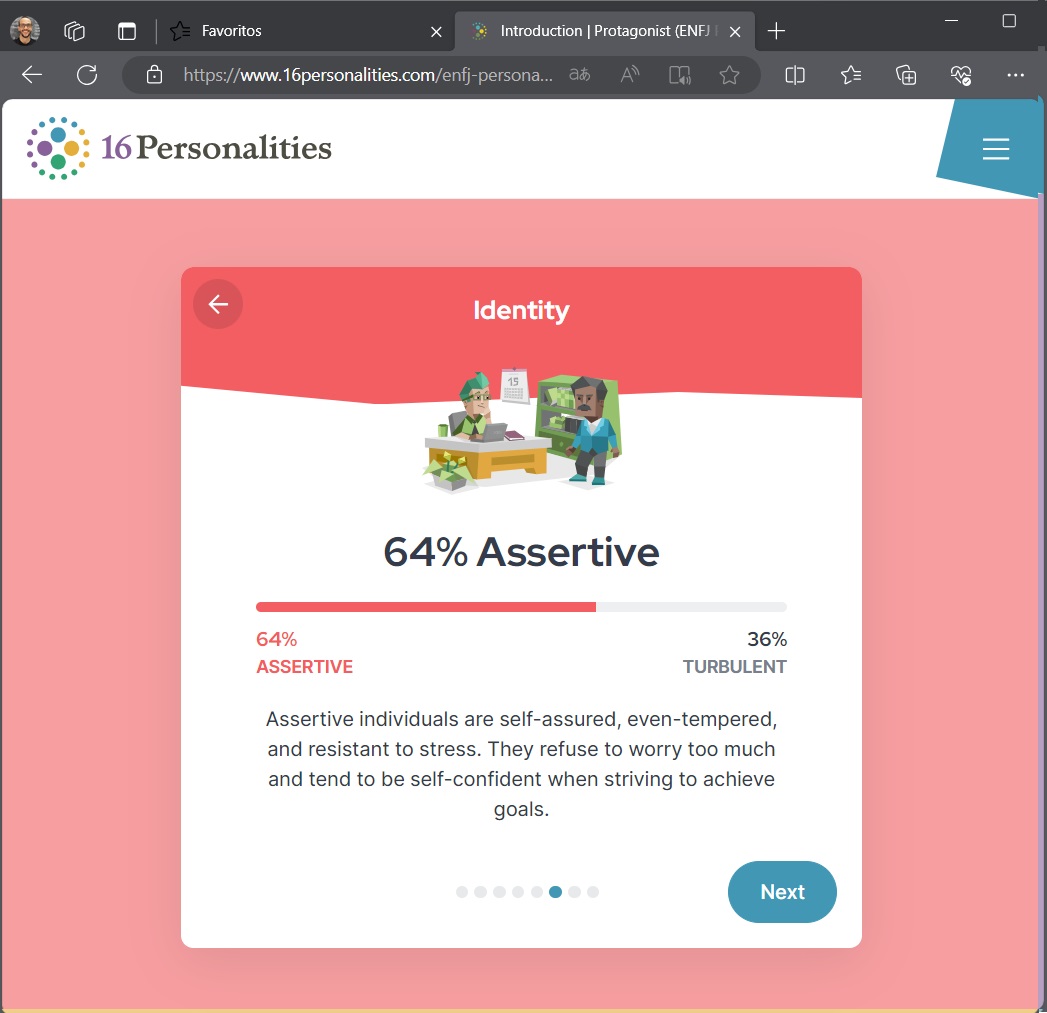 Favoritos
Introduction | Protagonist (ENFJ
https://www.16personalities.com/enfj-persona...
16Personalities
Identity
15
64% Assertive
64%
36%
ASSERTIVE
TURBULENT
Assertive individuals are self-assured, even-tempered,
and resistant to stress. They refuse to worry too much
and tend to be self-confident when striving to achieve
goals.
Next